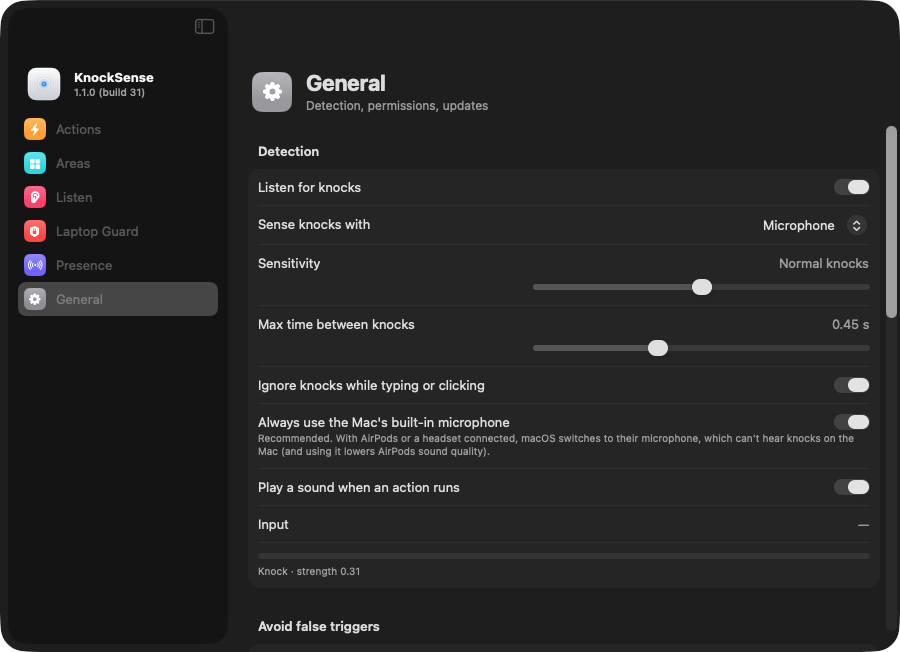 KnockSense
1.1.0 (build 31)
Actions
Areas
Listen
Laptop Guard
Presence
General
General
Detection, permissions, updates
Detection
Listen for knocks
Sense knocks with Microphone
Sensitivity Normal knocks
Max time between knocks 0.45 s
Ignore knocks while typing or clicking
Always use the Mac's built-in microphone
Recommended. With AirPods or a headset connected, macOS switches to their microphone, which can't hear knocks on the
Mac (and using it lowers AirPods sound quality).
Play a sound when an action runs
Input —
Knock · strength 0.31
Avoid false triggers